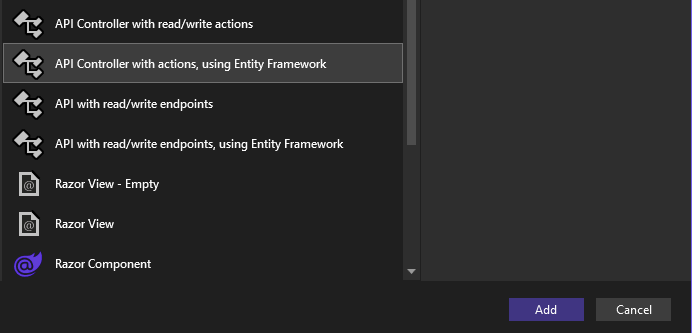 API Controller with read/write actions
API Controller with actions, using Entity Framework
API with read/write endpoints
API with read/write endpoints, using Entity Framework
Razor View - Empty
Razor View
Razor Component
Add
Cancel